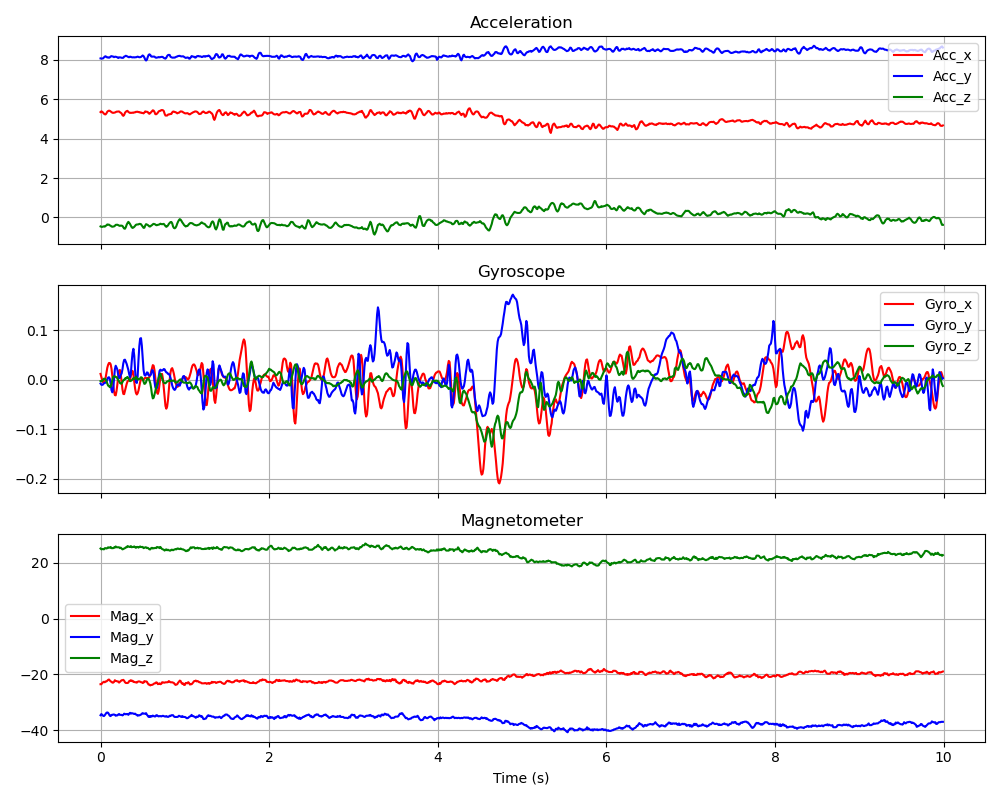 Acceleration
8
6
4
2
0
Acc_x
Acc_y
Acc_z
Gyroscope
0.1
0.0
−0.1
−0.2
Gyro_x
Gyro_y
Gyro_z
Magnetometer
20
0
−20
−40
Mag_x
Mag_y
Mag_z
0 2 4 6 8 10
Time (s)